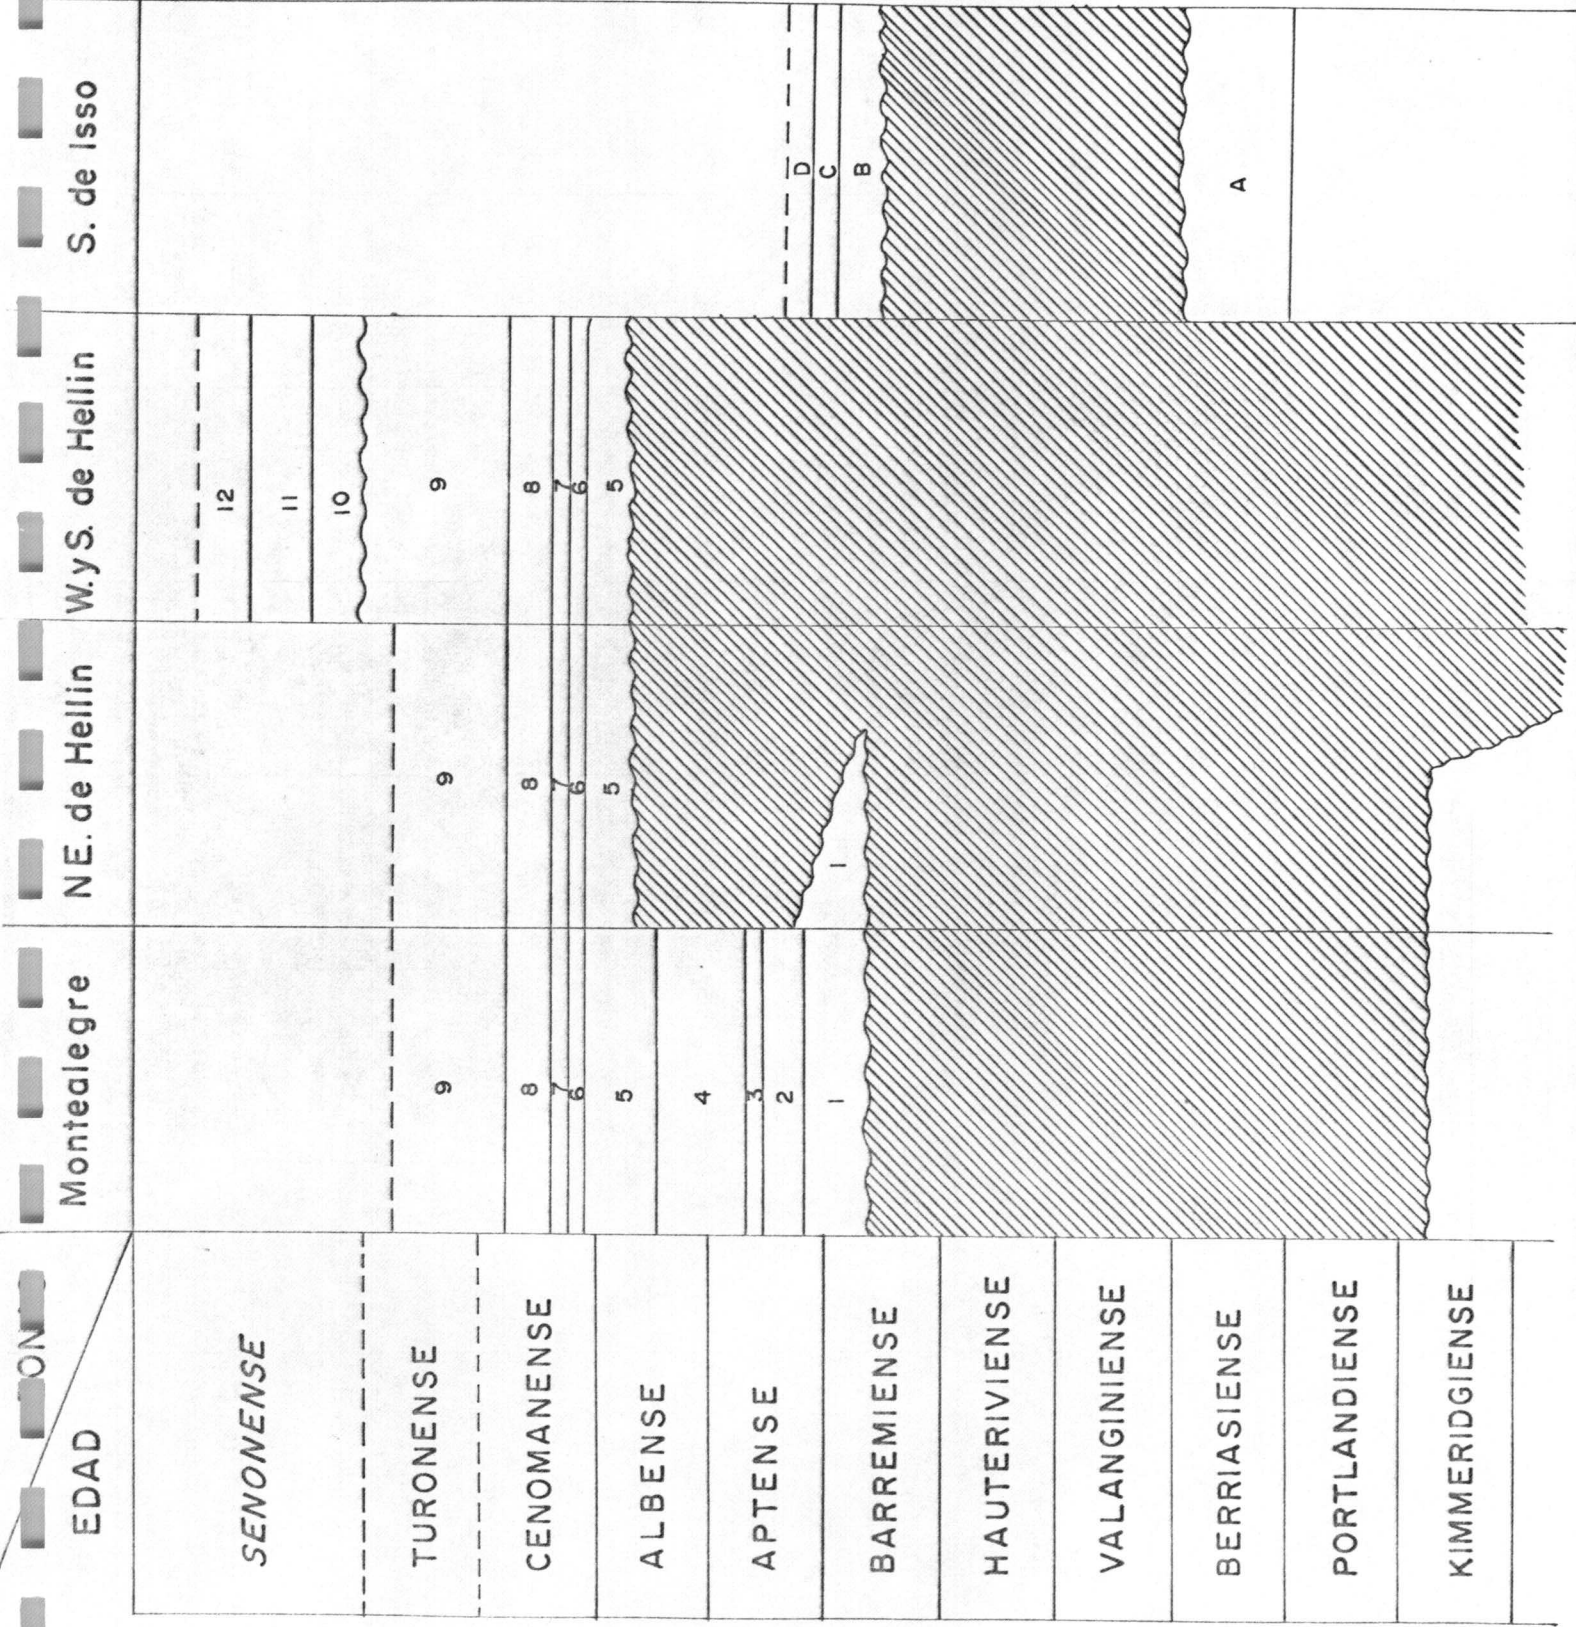 EDAD
Montealegre
NE. de Hellin
W.y S. de Hellin
S. de Isso
SENONENSE
TURONENSE
CENOMANENSE
ALBENSE
APTENSE
BARREMIENSE
HAUTERIVIENSE
VALANGINIENSE
BERRIASIENSE
PORTLANDIENSE
KIMMERIDGIENSE
9
8
7
6
5
4
3
2
1
9
8
7
6
5
1
12
11
10
9
8
7
6
5
D
C
B
A